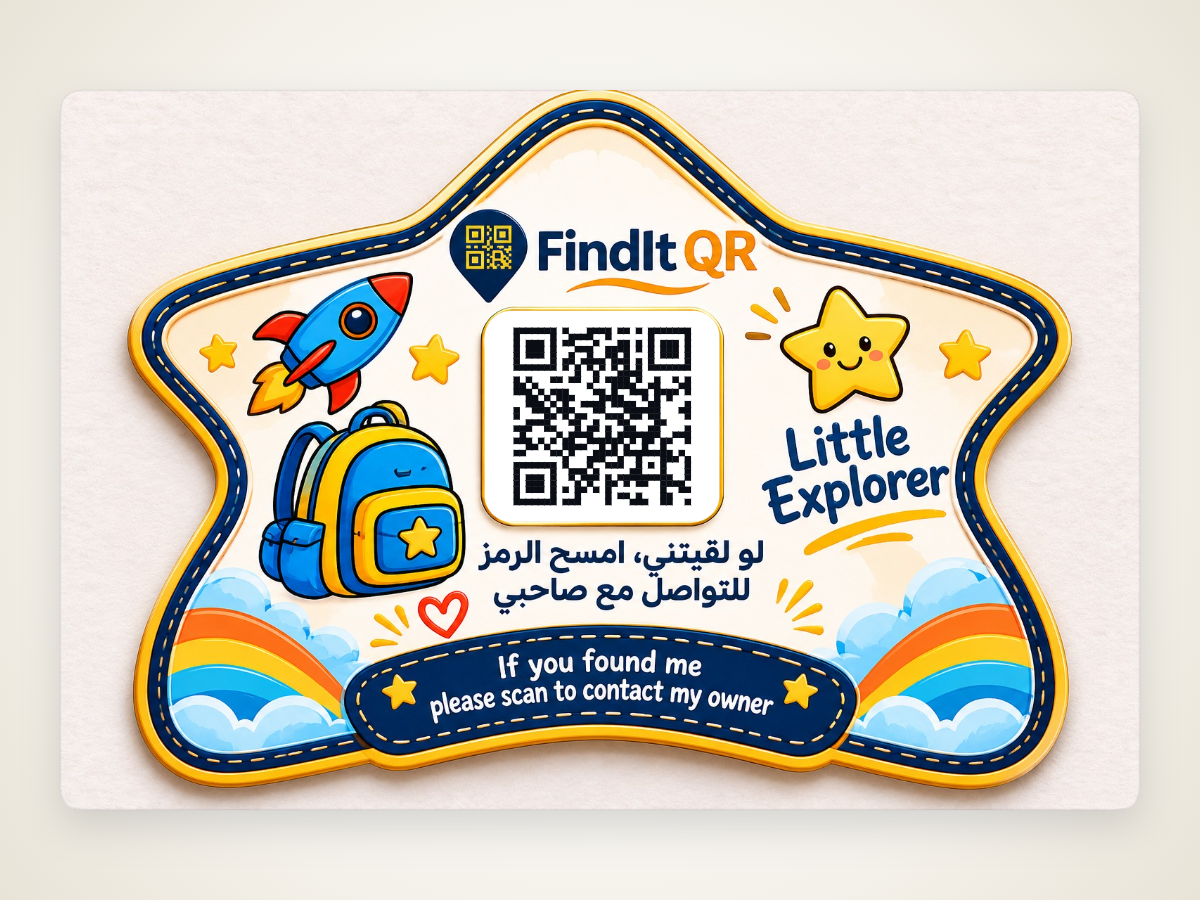 FindIt QR
Little
Explorer
لو لقيتني، امسح الرمز
للتواصل مع صاحبي
If you found me
please scan to contact my owner